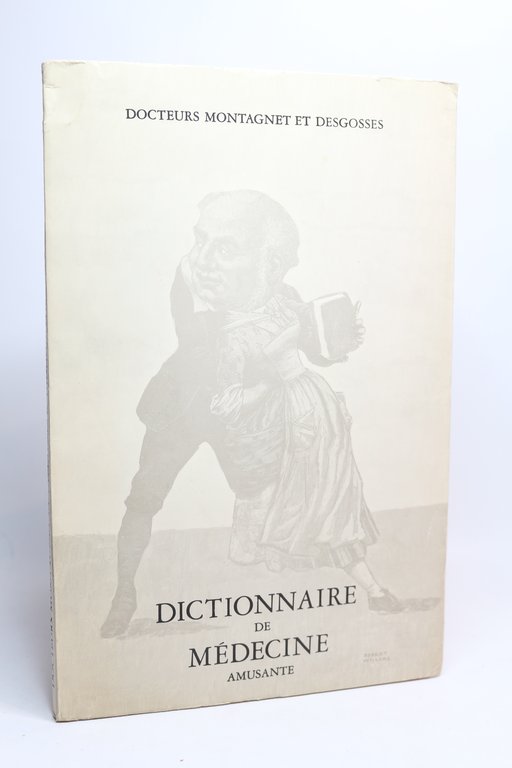 DOCTEURS MONTAGNET ET DESGOSSES
DICTIONNAIRE
DE
MÉDECINE
AMUSANTE